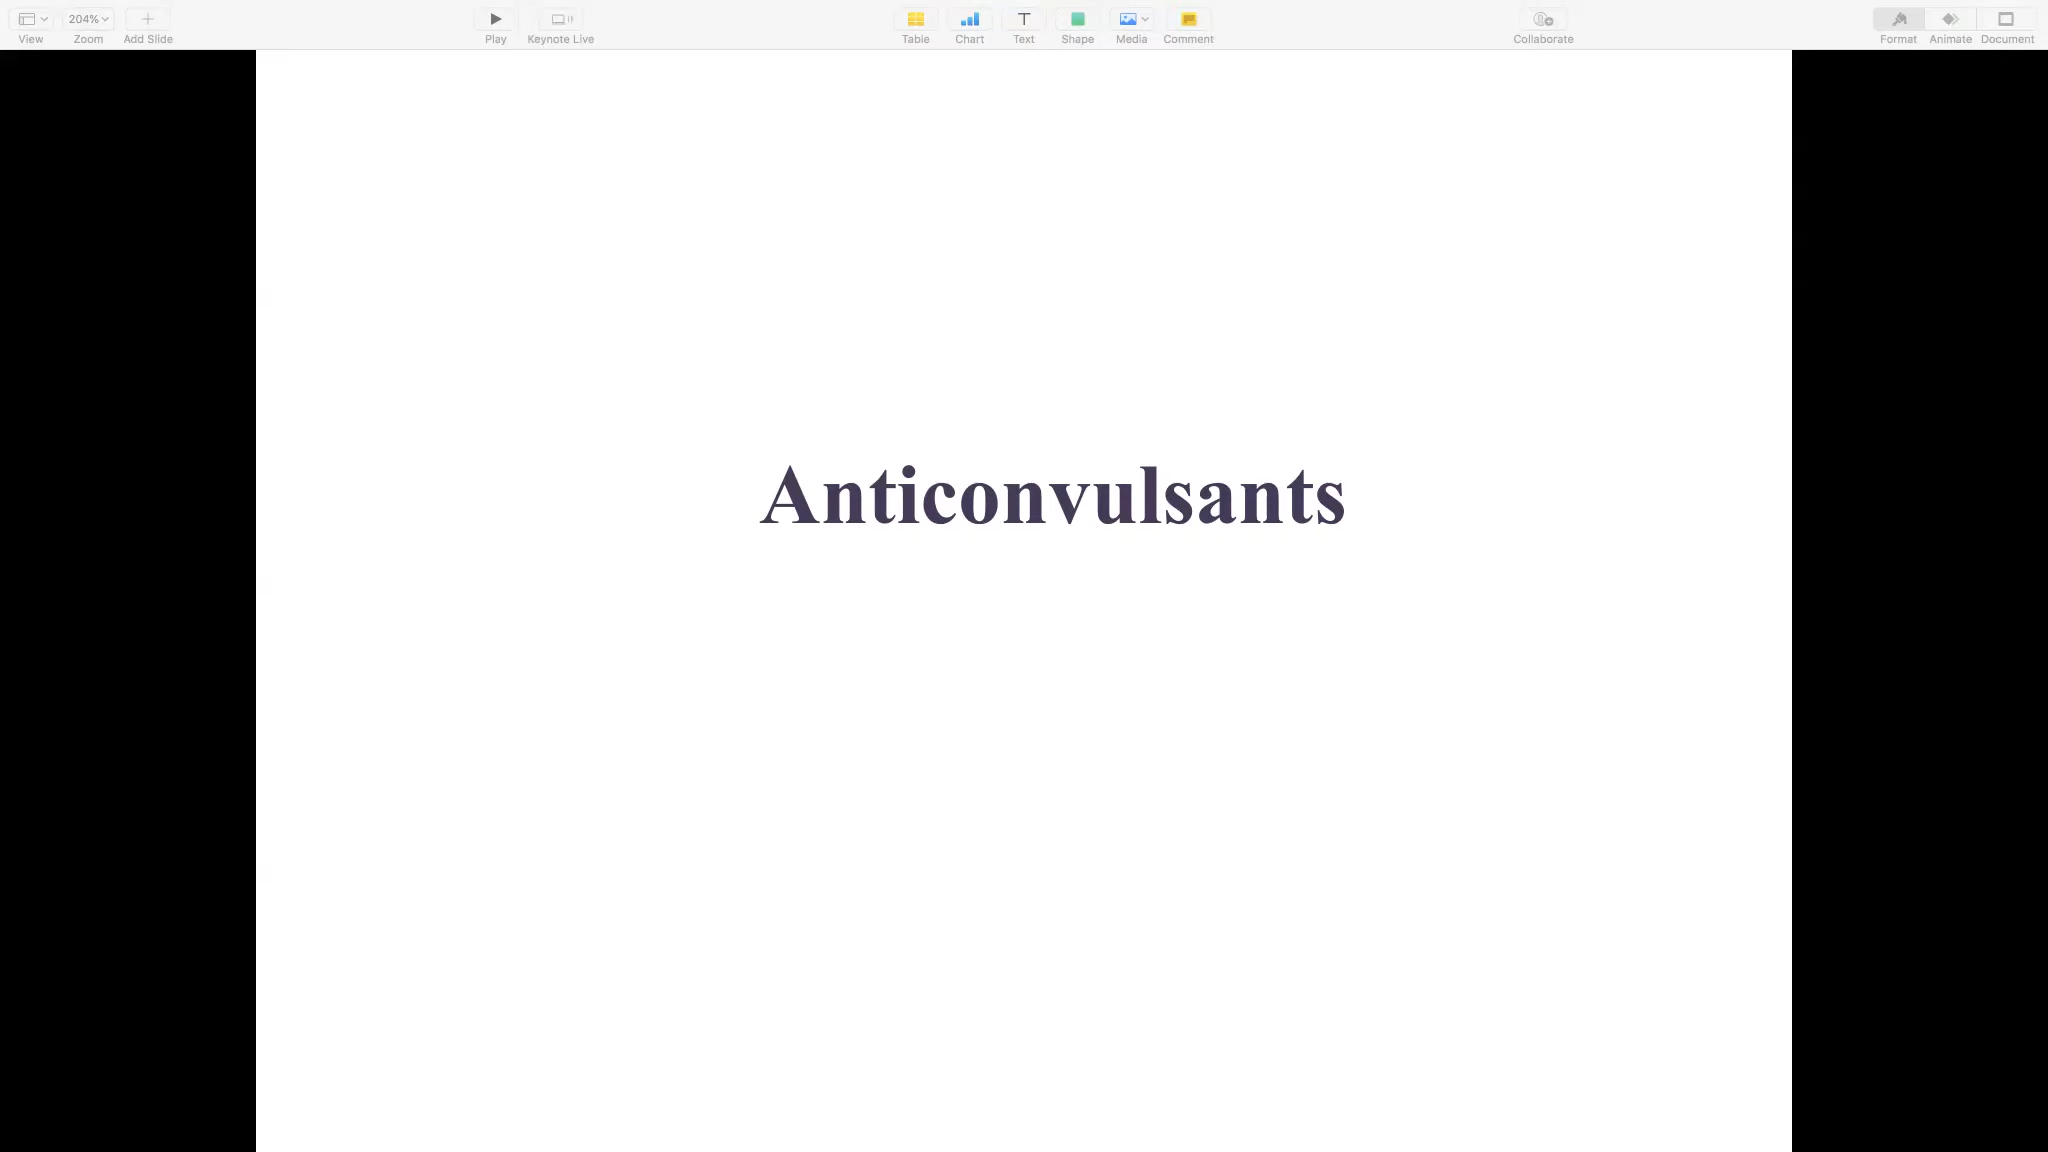 204%
View
Zoom
Add Slide
Play
Keynote Live
Table
Chart
Text
Shape
Media
Comment
Collaborate
Format
Animate
Document
Anticonvulsants